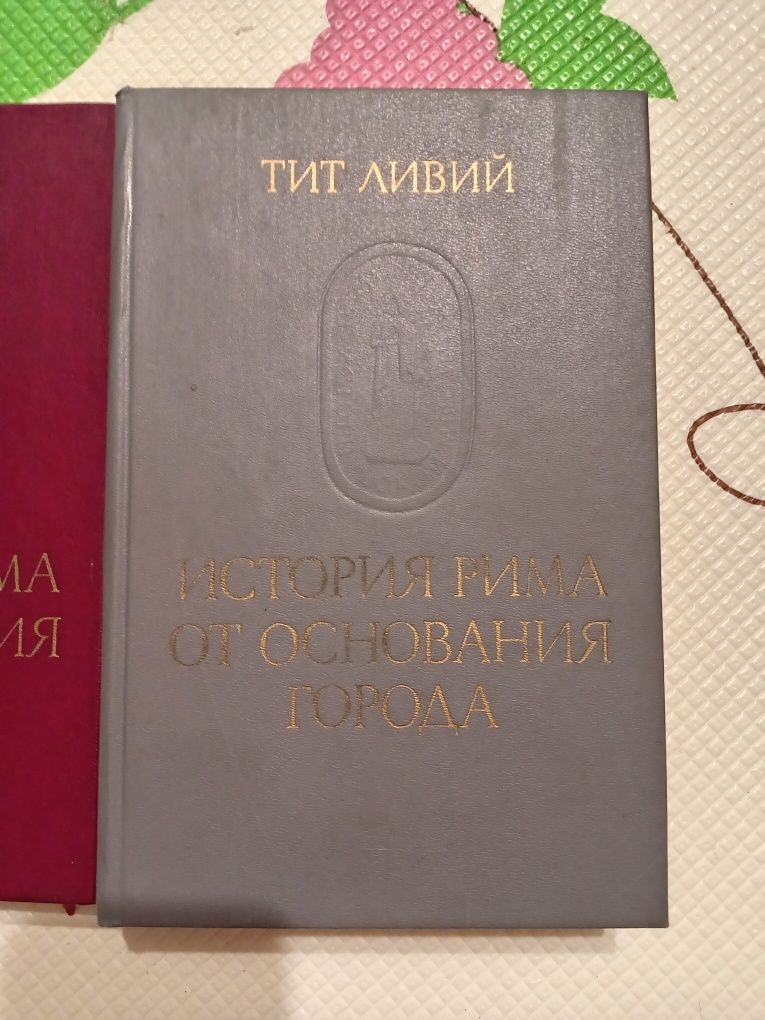 ТИТ ЛИВИЙ
ИСТОРИЯ РИМА
ОТ ОСНОВАНИЯ
ГОРОДА
МА
ИЯ